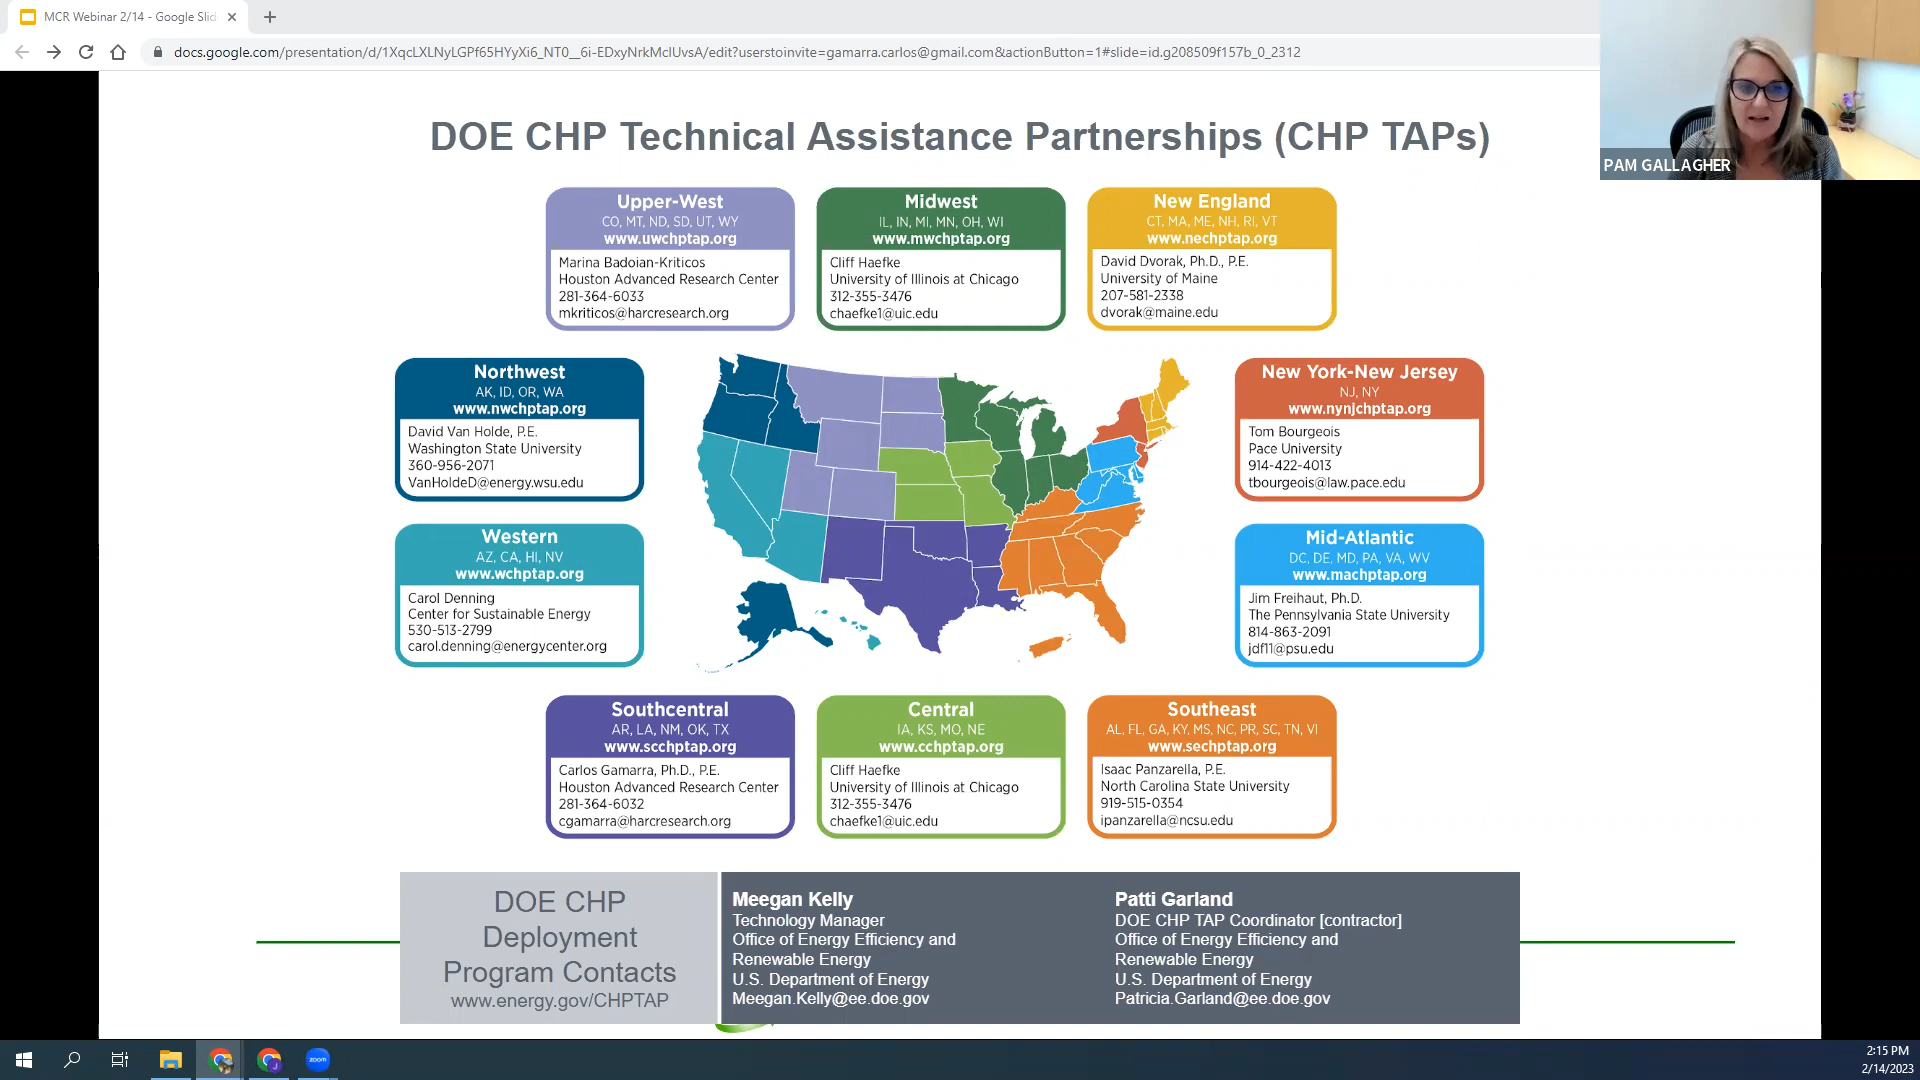 MCR Webinar 2/14 - Google Slid
docs.google.com/presentation/d/1XqcLXLNyLGPf65HYyXi6_NT0__6i-EDxyNrkMclUvsA/edit?userstoinvite=gamarra.carlos@gmail.com&actionButton=1#slide=id.g208509f157b_0_2312
PAM GALLAGHER
DOE CHP Technical Assistance Partnerships (CHP TAPs)
Upper-West
CO, MT, ND, SD, UT, WY
www.uwchptap.org
Marina Badoian-Kriticos
Houston Advanced Research Center
281-364-6033
mkriticos@harcresearch.org
Midwest
IL, IN, MI, MN, OH, WI
www.mwchptap.org
Cliff Haefke
University of Illinois at Chicago
312-355-3476
chaefke1@uic.edu
New England
CT, MA, ME, NH, RI, VT
www.nechptap.org
David Dvorak, Ph.D., P.E.
University of Maine
207-581-2338
dvorak@maine.edu
Northwest
AK, ID, OR, WA
www.nwchptap.org
David Van Holde, P.E.
Washington State University
360-956-2071
VanHoldeD@energy.wsu.edu
New York-New Jersey
NJ, NY
www.nynjchptap.org
Tom Bourgeois
Pace University
914-422-4013
tbourgeois@law.pace.edu
Western
AZ, CA, HI, NV
www.wchptap.org
Carol Denning
Center for Sustainable Energy
530-513-2799
carol.denning@energycenter.org
Mid-Atlantic
DC, DE, MD, PA, VA, WV
www.machptap.org
Jim Freihaut, Ph.D.
The Pennsylvania State University
814-863-2091
jdf11@psu.edu
Southcentral
AR, LA, NM, OK, TX
www.scchptap.org
Carlos Gamarra, Ph.D., P.E.
Houston Advanced Research Center
281-364-6032
cgamarra@harcresearch.org
Central
IA, KS, MO, NE
www.cchptap.org
Cliff Haefke
University of Illinois at Chicago
312-355-3476
chaefke1@uic.edu
Southeast
AL, FL, GA, KY, MS, NC, PR, SC, TN, VI
www.sechptap.org
Isaac Panzarella, P.E.
North Carolina State University
919-515-0354
ipanzarella@ncsu.edu
DOE CHP
Deployment
Program Contacts
www.energy.gov/CHPTAP
Meegan Kelly
Technology Manager
Office of Energy Efficiency and
Renewable Energy
U.S. Department of Energy
Meegan.Kelly@ee.doe.gov
Patti Garland
DOE CHP TAP Coordinator [contractor]
Office of Energy Efficiency and
Renewable Energy
U.S. Department of Energy
Patricia.Garland@ee.doe.gov
J
zoom
2:15 PM
2/14/2023